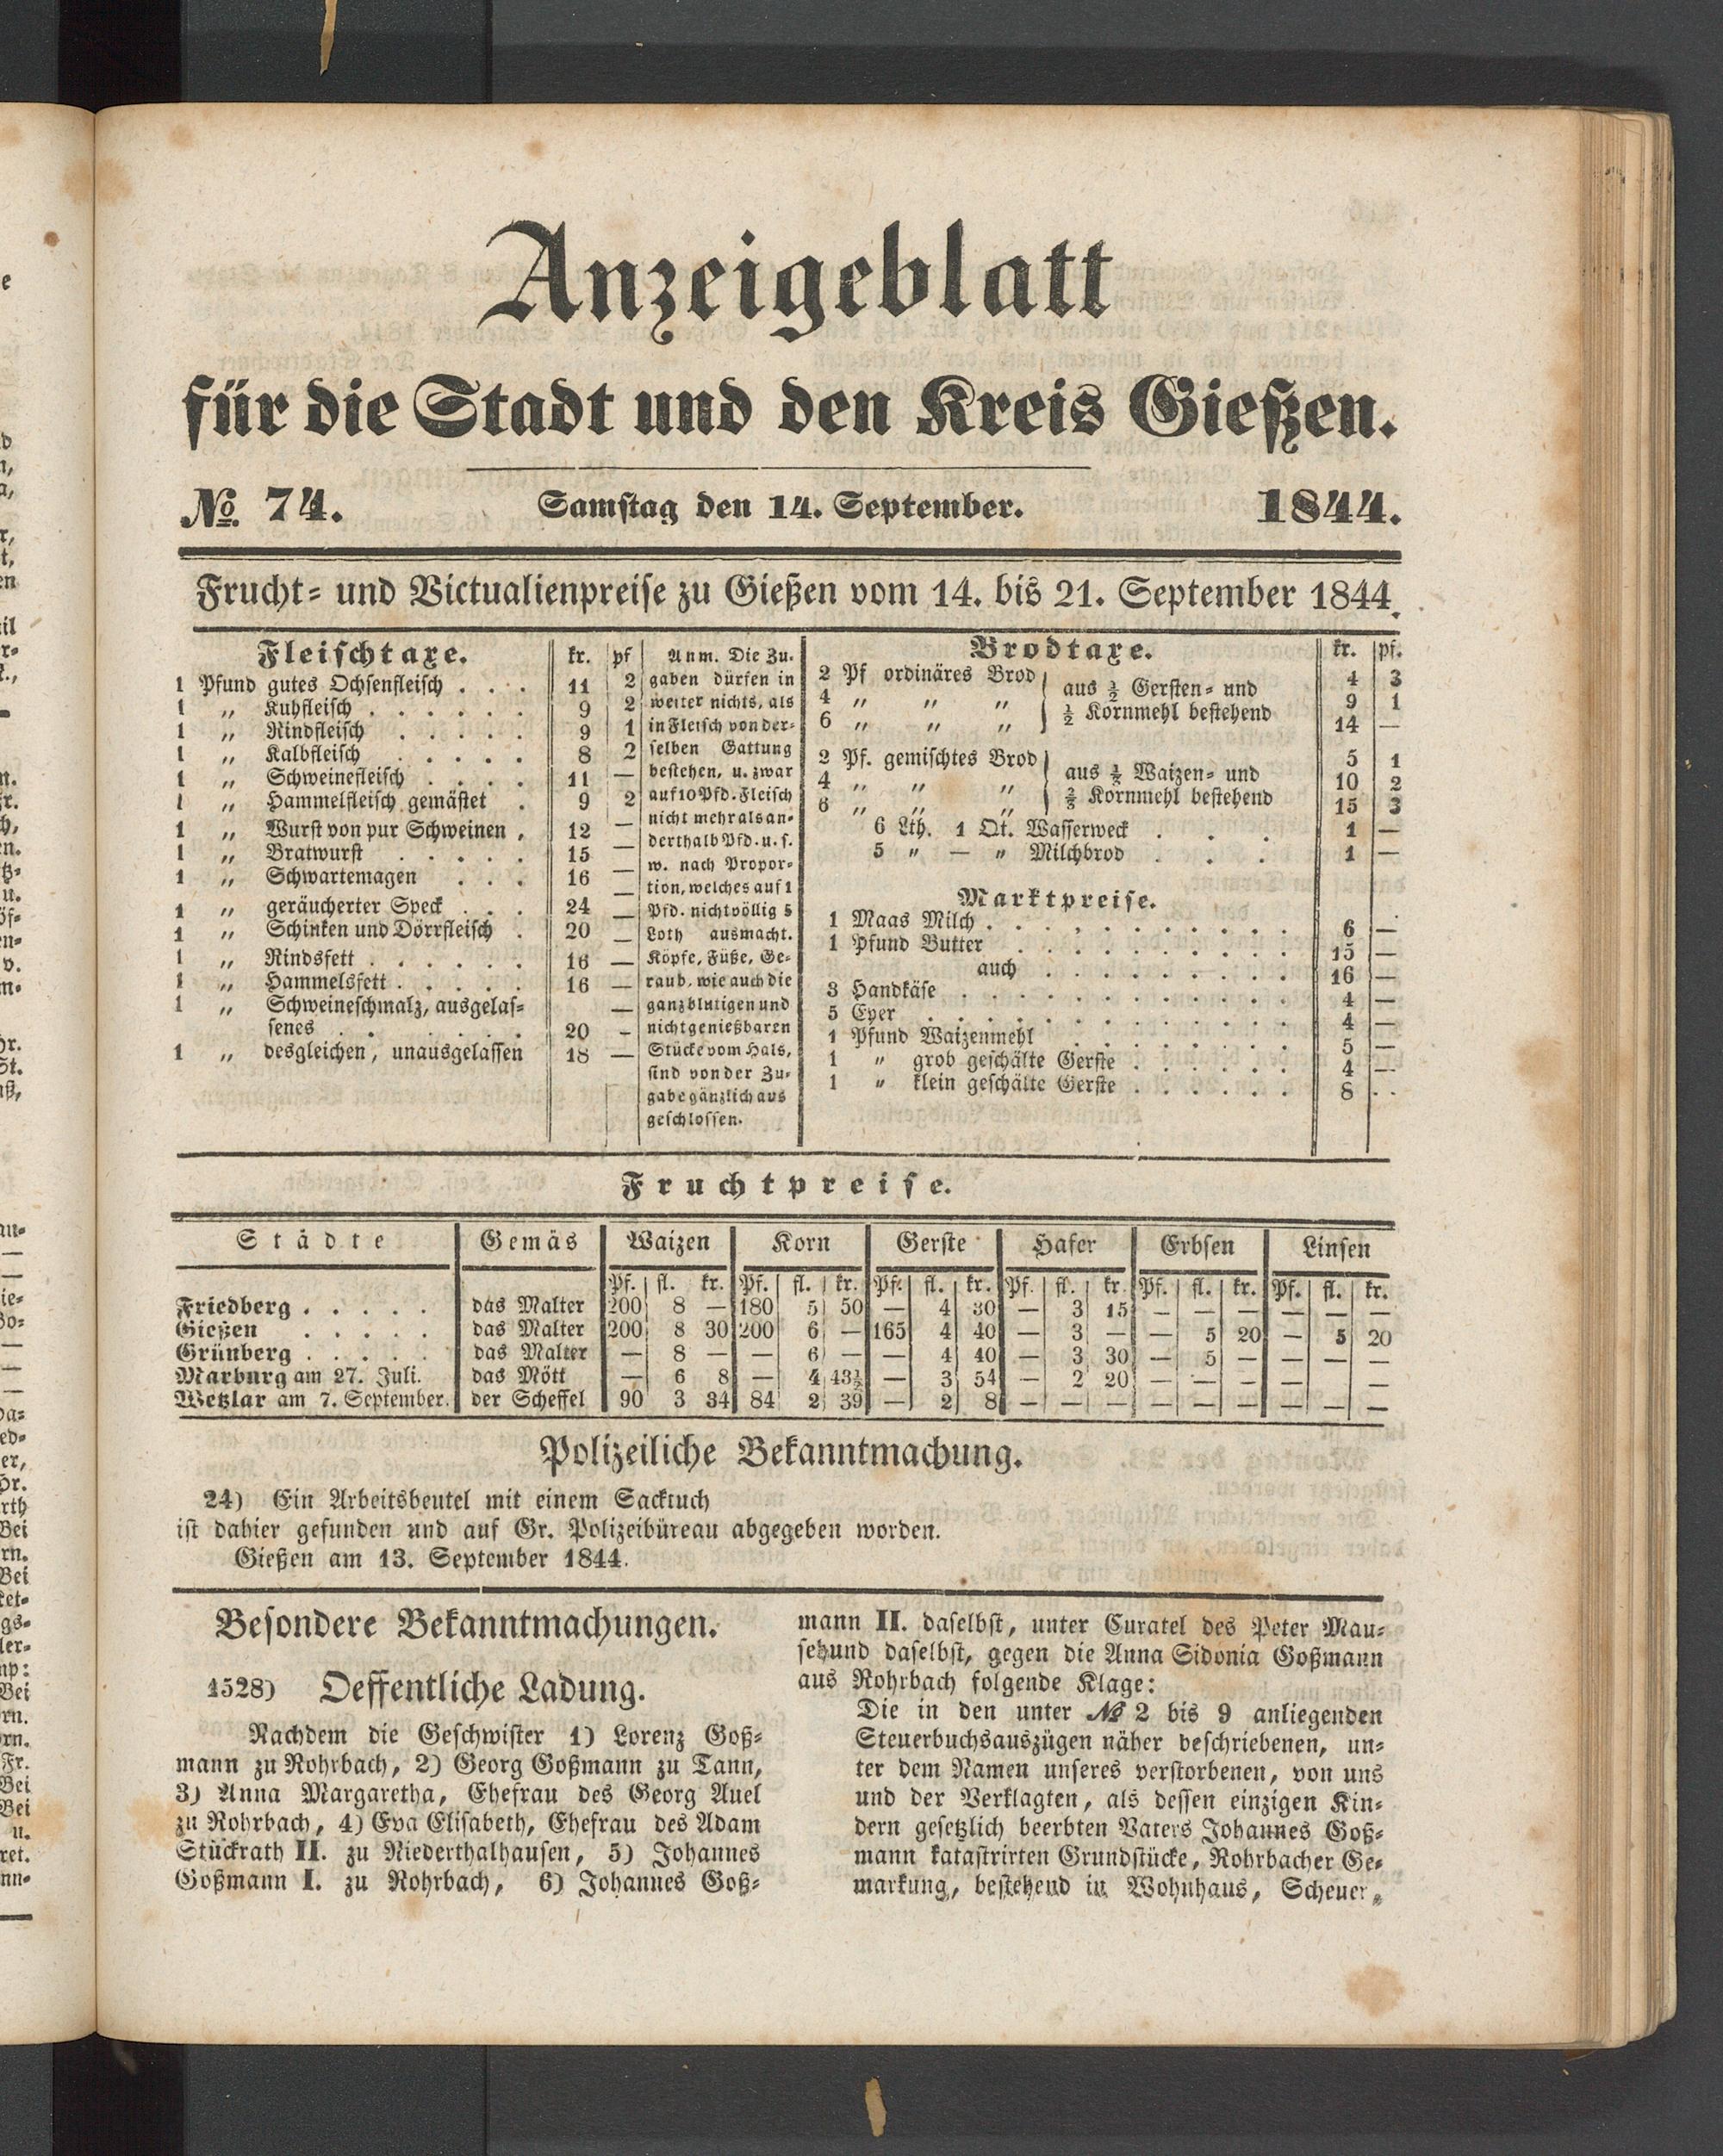 Anzeigeblatt
für die Stadt und den Kreis Gießen.
No. 74. Samstag den 14. September. 1844.
Frucht- und Victualienpreise zu Gießen vom 14. bis 21. September 1844.
Fleischtaxe. kr. pf
1 Pfund gutes Ochsenfleisch . . . 11 2
1 „ Kuhfleisch . . . . . . 9 2
1 „ Rindfleisch . . . . . 9 1
1 „ Kalbfleisch . . . . . 8 2
1 „ Schweinefleisch . . . . 11 —
1 „ Hammelfleisch gemästet . 9 2
1 „ Wurst von pur Schweinen . 12 —
1 „ Bratwurst . . . . . 15 —
1 „ Schwartemagen . . . 16 —
1 „ geräucherter Speck . . . 24 —
1 „ Schinken und Dörrfleisch . 20 —
1 „ Rindsfett . . . . . . 16 —
1 „ Hammelsfett . . . . . 16 —
1 „ Schweineschmalz, ausgelas- —
senes . . . . . . 20 -
1 „ desgleichen, unausgelassen 18 —
Anm. Die Zu-
gaben dürfen in
weiter nichts, als
in Fleisch von der-
selben Gattung
bestehen, u. zwar
auf 10 Pfd. Fleisch
nicht mehr als an-
derthalb Pfd. u. s.
w. nach Propor-
tion, welches auf 1
Pfd. nicht völlig 5
Loth ausmacht.
Köpfe, Füße, Ge-
raub, wie auch die
ganz blutigen und
nicht genießbaren
Stücke vom Hals,
sind von der Zu-
gabe gänzlich aus
geschlossen.
Brodtaxe. kr. pf.
2 Pf ordinäres Brod 4 3
4 „ „ „ aus ½ Gersten- und 9 1
6 „ „ „ ½ Kornmehl bestehend 14 —
2 Pf. gemischtes Brod 5 1
4 „ „ „ aus ⅓ Waizen- und 10 2
6 „ „ „ ⅔ Kornmehl bestehend 15 3
6 Lth. 1 Qt. Wasserweck . . . 1 —
5 „ — „ Milchbrod . . . 1 —
Marktpreise.
1 Maas Milch . . . . . . . . . . . 6 —
1 Pfund Butter . . . . . . . . . . 15 —
auch . . . . . . . . . 16 —
3 Handkäse . . . . . . . . . . . . 4 —
5 Eyer . . . . . . . . . . . . . 4 —
1 Pfund Waizenmehl . . . . . . . . 5 —
1 „ grob geschälte Gerste . . . . . . 4 —
1 „ klein geschälte Gerste . . . . . . 8 . .
Fruchtpreise.
Städte Gemäs Waizen Korn Gerste Hafer Erbsen Linsen
Pf. fl. kr. Pf. fl. kr. Pf. fl. kr. Pf. fl. kr. Pf. fl. kr. Pf. fl. kr.
Friedberg . . . . . das Malter 200 8 — 180 5 50 — 4 30 — 3 15 — — — — — —
Gießen . . . . . das Malter 200 8 30 200 6 — 165 4 40 — 3 — — 5 20 — 5 20
Grünberg . . . . . das Malter — 8 — — 6 — — 4 40 — 3 30 — 5 — — — —
Marburg am 27. Juli. das Mött — 6 8 — 4 43½ — 3 54 — 2 20 — — — — —
Wetzlar am 7. September. der Scheffel 90 3 34 84 2 39 — 2 8 — — — — — — — — —
Polizeiliche Bekanntmachung.
24) Ein Arbeitsbeutel mit einem Sacktuch
ist dahier gefunden und auf Gr. Polizeibüreau abgegeben worden.
Gießen am 13. September 1844.
Besondere Bekanntmachungen.
1528) Oeffentliche Ladung.
Nachdem die Geschwister 1) Lorenz Goß-
mann zu Rohrbach, 2) Georg Goßmann zu Tann,
3) Anna Margaretha, Ehefrau des Georg Auel
zu Rohrbach, 4) Eva Elisabeth, Ehefrau des Adam
Stückrath II. zu Niederthalhausen, 5) Johannes
Goßmann I. zu Rohrbach, 6) Johannes Goß-
mann II. daselbst, unter Curatel des Peter Mau-
sehund daselbst, gegen die Anna Sidonia Goßmann
aus Rohrbach folgende Klage:
Die in den unter № 2 bis 9 anliegenden
Steuerbuchsauszügen näher beschriebenen, un-
ter dem Namen unseres verstorbenen, von uns
und der Verklagten, als dessen einzigen Kin-
dern gesetzlich beerbten Vaters Johannes Goß-
mann katastrirten Grundstücke, Rohrbacher Ge-
markung, bestehend in Wohnhaus, Scheuer,